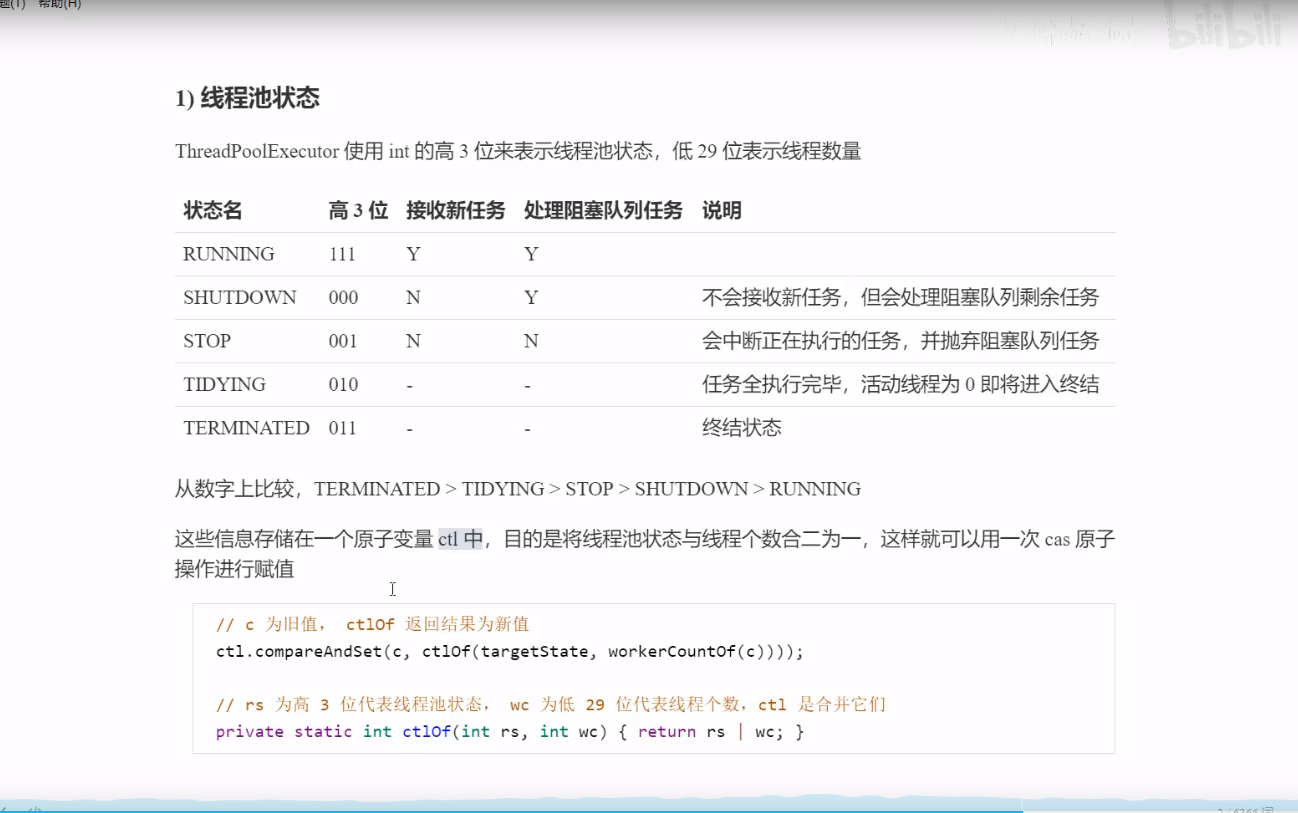 题(T) 帮助(H)
bilibili
1) 线程池状态
ThreadPoolExecutor 使用 int 的高 3 位来表示线程池状态，低 29 位表示线程数量
状态名 高 3 位 接收新任务 处理阻塞队列任务 说明
RUNNING 111 Y Y
SHUTDOWN 000 N Y 不会接收新任务，但会处理阻塞队列剩余任务
STOP 001 N N 会中断正在执行的任务，并抛弃阻塞队列任务
TIDYING 010 - - 任务全执行完毕，活动线程为 0 即将进入终结
TERMINATED 011 - - 终结状态
从数字上比较，TERMINATED > TIDYING > STOP > SHUTDOWN > RUNNING
这些信息存储在一个原子变量 ctl 中，目的是将线程池状态与线程个数合二为一，这样就可以用一次 cas 原子
操作进行赋值
// c 为旧值， ctlOf 返回结果为新值
ctl.compareAndSet(c, ctlOf(targetState, workerCountOf(c))));
// rs 为高 3 位代表线程池状态， wc 为低 29 位代表线程个数，ctl 是合并它们
private static int ctlOf(int rs, int wc) { return rs | wc; }